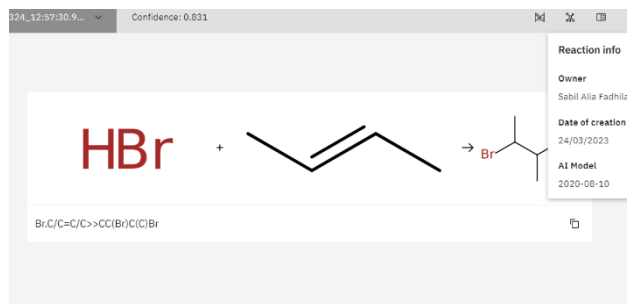 324_12:57:30.9...
Confidence: 0.831
Reaction info
Owner
Sabil Alia Fadhila
Date of creation
24/03/2023
AI Model
2020-08-10
HBr
+
→
Br
Br.C/C=C/C>>CC(Br)C(C)Br